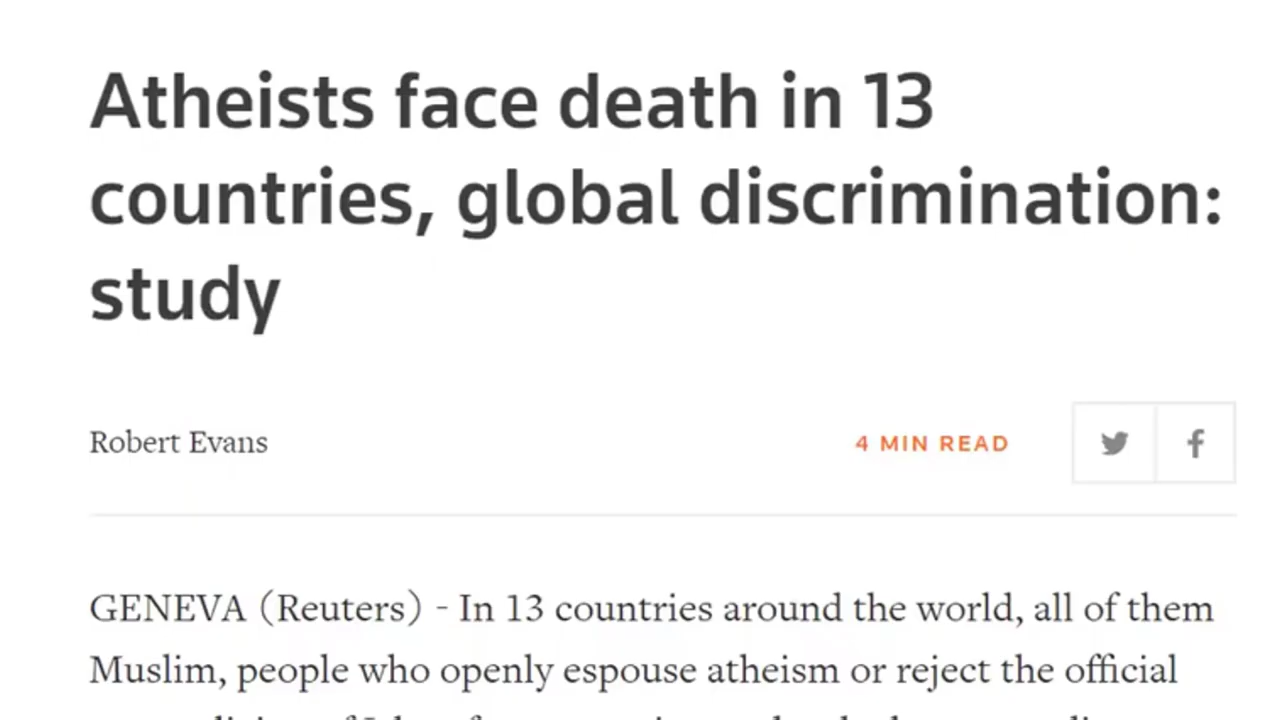 Atheists face death in 13
countries, global discrimination:
study
Robert Evans
4 MIN READ
GENEVA (Reuters) - In 13 countries around the world, all of them
Muslim, people who openly espouse atheism or reject the official